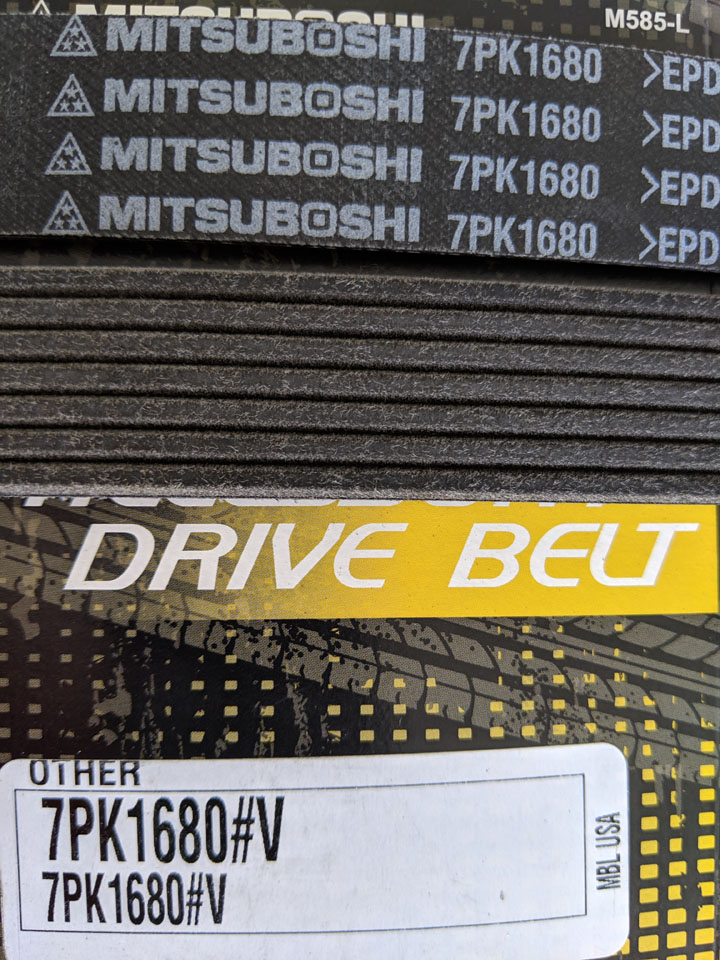 M585-L
MITSUBOSHI 7PK1680 >EPD
MITSUBOSHI 7PK1680 >EPD
MITSUBOSHI 7PK1680 >EPD
MITSUBOSHI 7PK1680 >EPD
DRIVE BELT
OTHER
7PK1680#V
7PK1680#V
MBL USA